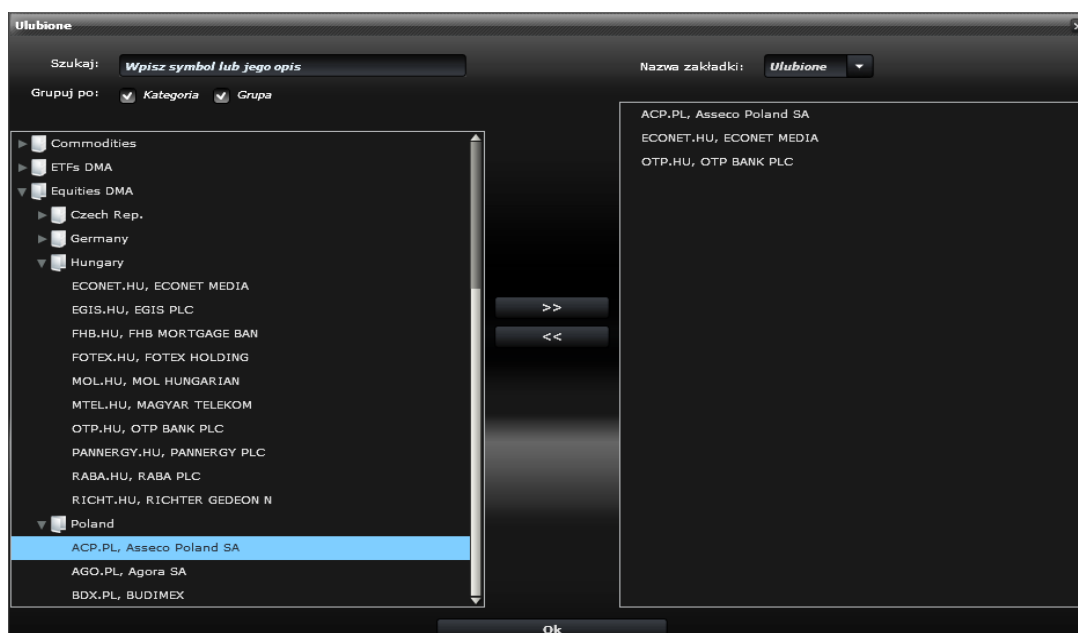 Ulubione
Szukaj:
Wpisz symbol lub jego opis
Nazwa zakładki:
Ulubione
Grupuj po:
Kategoria
Grupa
Commodities
ETFs DMA
Equities DMA
Czech Rep.
Germany
Hungary
ECONET.HU, ECONET MEDIA
EGIS.HU, EGIS PLC
FHB.HU, FHB MORTGAGE BAN
FOTEX.HU, FOTEX HOLDING
MOL.HU, MOL HUNGARIAN
MTEL.HU, MAGYAR TELEKOM
OTP.HU, OTP BANK PLC
PANNERGY.HU, PANNERGY PLC
RABA.HU, RABA PLC
RICHT.HU, RICHTER GEDEON N
Poland
ACP.PL, Asseco Poland SA
AGO.PL, Agora SA
BDX.PL, BUDIMEX
>>
<<
ACP.PL, Asseco Poland SA
ECONET.HU, ECONET MEDIA
OTP.HU, OTP BANK PLC
Ok